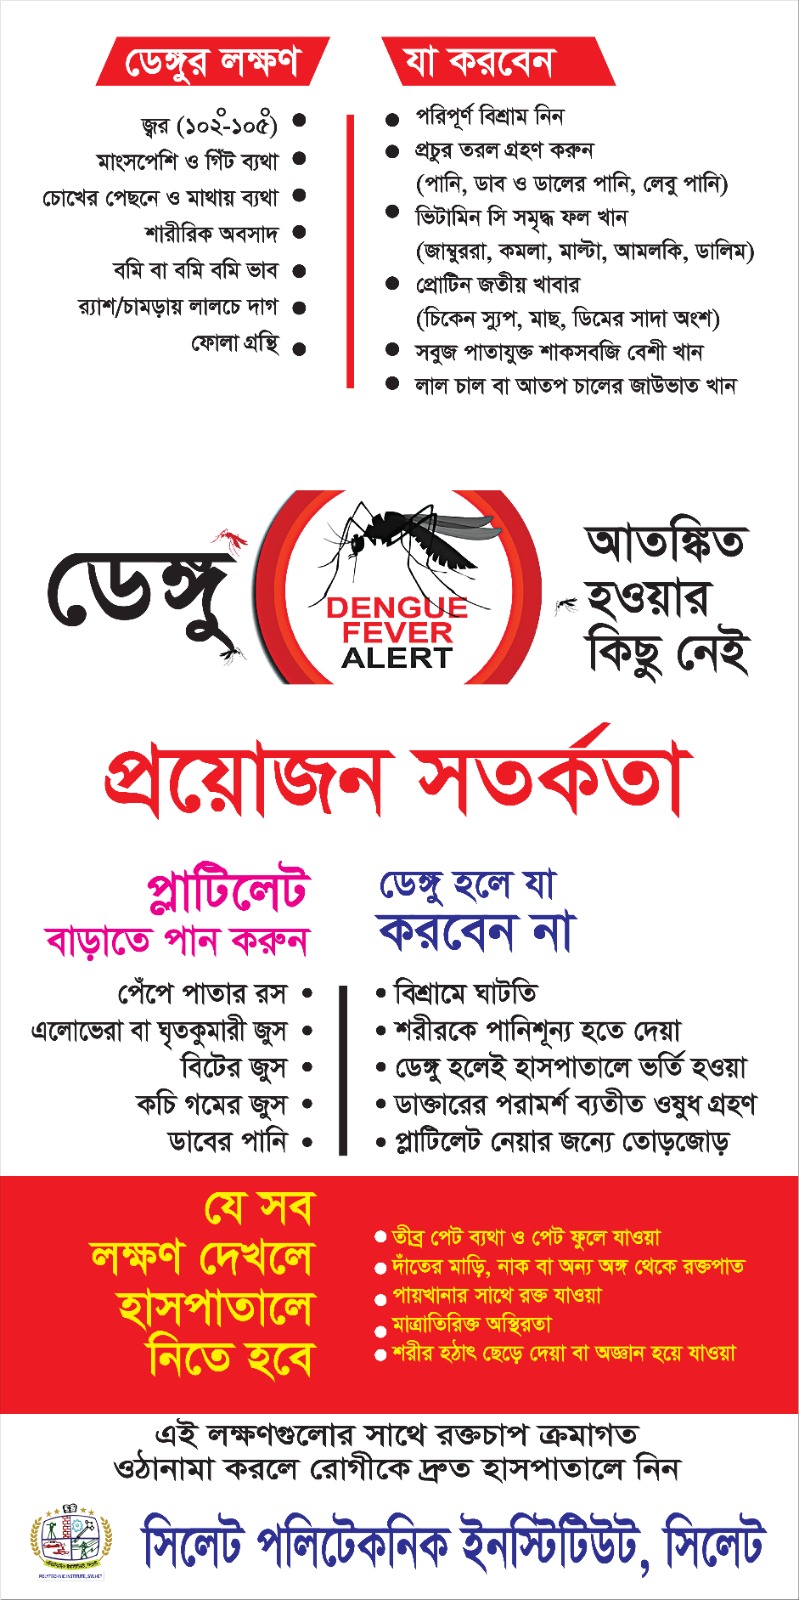 ডেঙ্গুর লক্ষণ
জ্বর (১০২°-১০৫°)
মাংসপেশি ও গিঁট ব্যথা
চোখের পেছনে ও মাথায় ব্যথা
শারীরিক অবসাদ
বমি বা বমি বমি ভাব
র‍্যাশ/চামড়ায় লালচে দাগ
ফোলা গ্রন্থি
যা করবেন
পরিপূর্ণ বিশ্রাম নিন
প্রচুর তরল গ্রহণ করুন
(পানি, ডাব ও ডালের পানি, লেবু পানি)
ভিটামিন সি সমৃদ্ধ ফল খান
(জাম্বুররা, কমলা, মাল্টা, আমলকি, ডালিম)
প্রোটিন জতীয় খাবার
(চিকেন স্যুপ, মাছ, ডিমের সাদা অংশ)
সবুজ পাতাযুক্ত শাকসবজি বেশী খান
লাল চাল বা আতপ চালের জাউভাত খান
ডেঙ্গু
DENGUE
FEVER
ALERT
আতঙ্কিত
হওয়ার
কিছু নেই
প্রয়োজন সতর্কতা
প্লাটিলেট
বাড়াতে পান করুন
পেঁপে পাতার রস
এলোভেরা বা ঘৃতকুমারী জুস
বিটের জুস
কচি গমের জুস
ডাবের পানি
ডেঙ্গু হলে যা
করবেন না
বিশ্রামে ঘাটতি
শরীরকে পানিশূন্য হতে দেয়া
ডেঙ্গু হলেই হাসপাতালে ভর্তি হওয়া
ডাক্তারের পরামর্শ ব্যতীত ওষুধ গ্রহণ
প্লাটিলেট নেয়ার জন্যে তোড়জোড়
যে সব
লক্ষণ দেখলে
হাসপাতালে
নিতে হবে
তীব্র পেট ব্যথা ও পেট ফুলে যাওয়া
দাঁতের মাড়ি, নাক বা অন্য অঙ্গ থেকে রক্তপাত
পায়খানার সাথে রক্ত যাওয়া
মাত্রাতিরিক্ত অস্থিরতা
শরীর হঠাৎ ছেড়ে দেয়া বা অজ্ঞান হয়ে যাওয়া
এই লক্ষণগুলোর সাথে রক্তচাপ ক্রমাগত
ওঠানামা করলে রোগীকে দ্রুত হাসপাতালে নিন
সিলেট পলিটেকনিক ইনস্টিটিউট, সিলেট